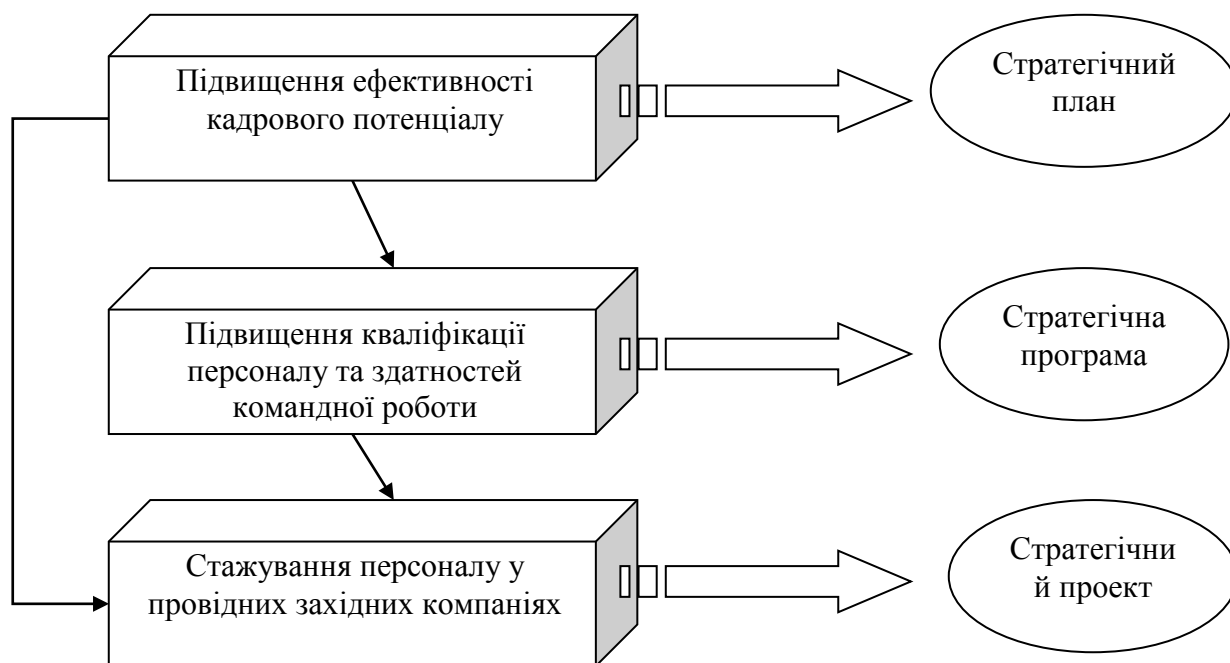 Підвищення ефективності
кадрового потенціалу
Стратегічний
план
Підвищення кваліфікації
персоналу та здатностей
командної роботи
Стратегічна
програма
Стажування персоналу у
провідних західних компаніях
Стратегічни
й проект